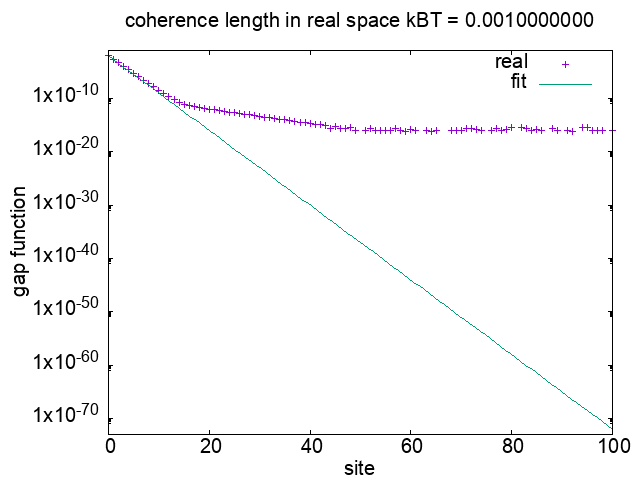 coherence length in real space kBT = 0.0010000000
real
fit
1x10^-10
1x10^-20
1x10^-30
1x10^-40
1x10^-50
1x10^-60
1x10^-70
gap function
0 20 40 60 80 100
site